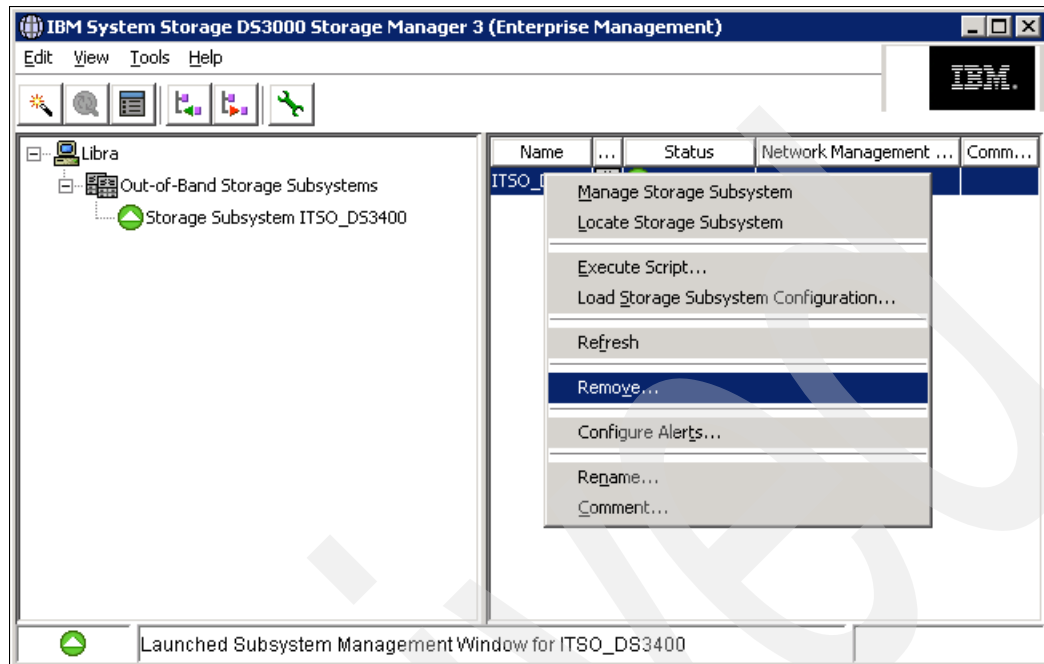 IBM System Storage DS3000 Storage Manager 3 (Enterprise Management)
Edit View Tools Help
IBM.
Libra
Out-of-Band Storage Subsystems
Storage Subsystem ITSO_DS3400
Name ... Status Network Management ... Comm...
Manage Storage Subsystem
Locate Storage Subsystem
Execute Script...
Load Storage Subsystem Configuration...
Refresh
Remove...
Configure Alerts...
Rename...
Comment...
Launched Subsystem Management Window for ITSO_DS3400